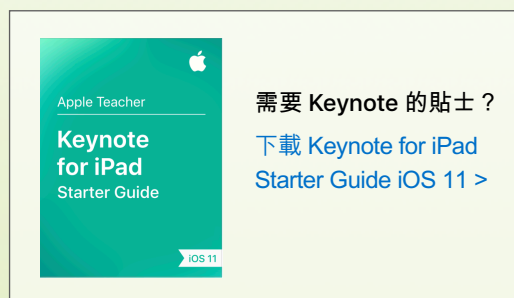 Apple Teacher
Keynote
for iPad
Starter Guide
iOS 11
需要 Keynote 的貼士？
下載 Keynote for iPad
Starter Guide iOS 11 >